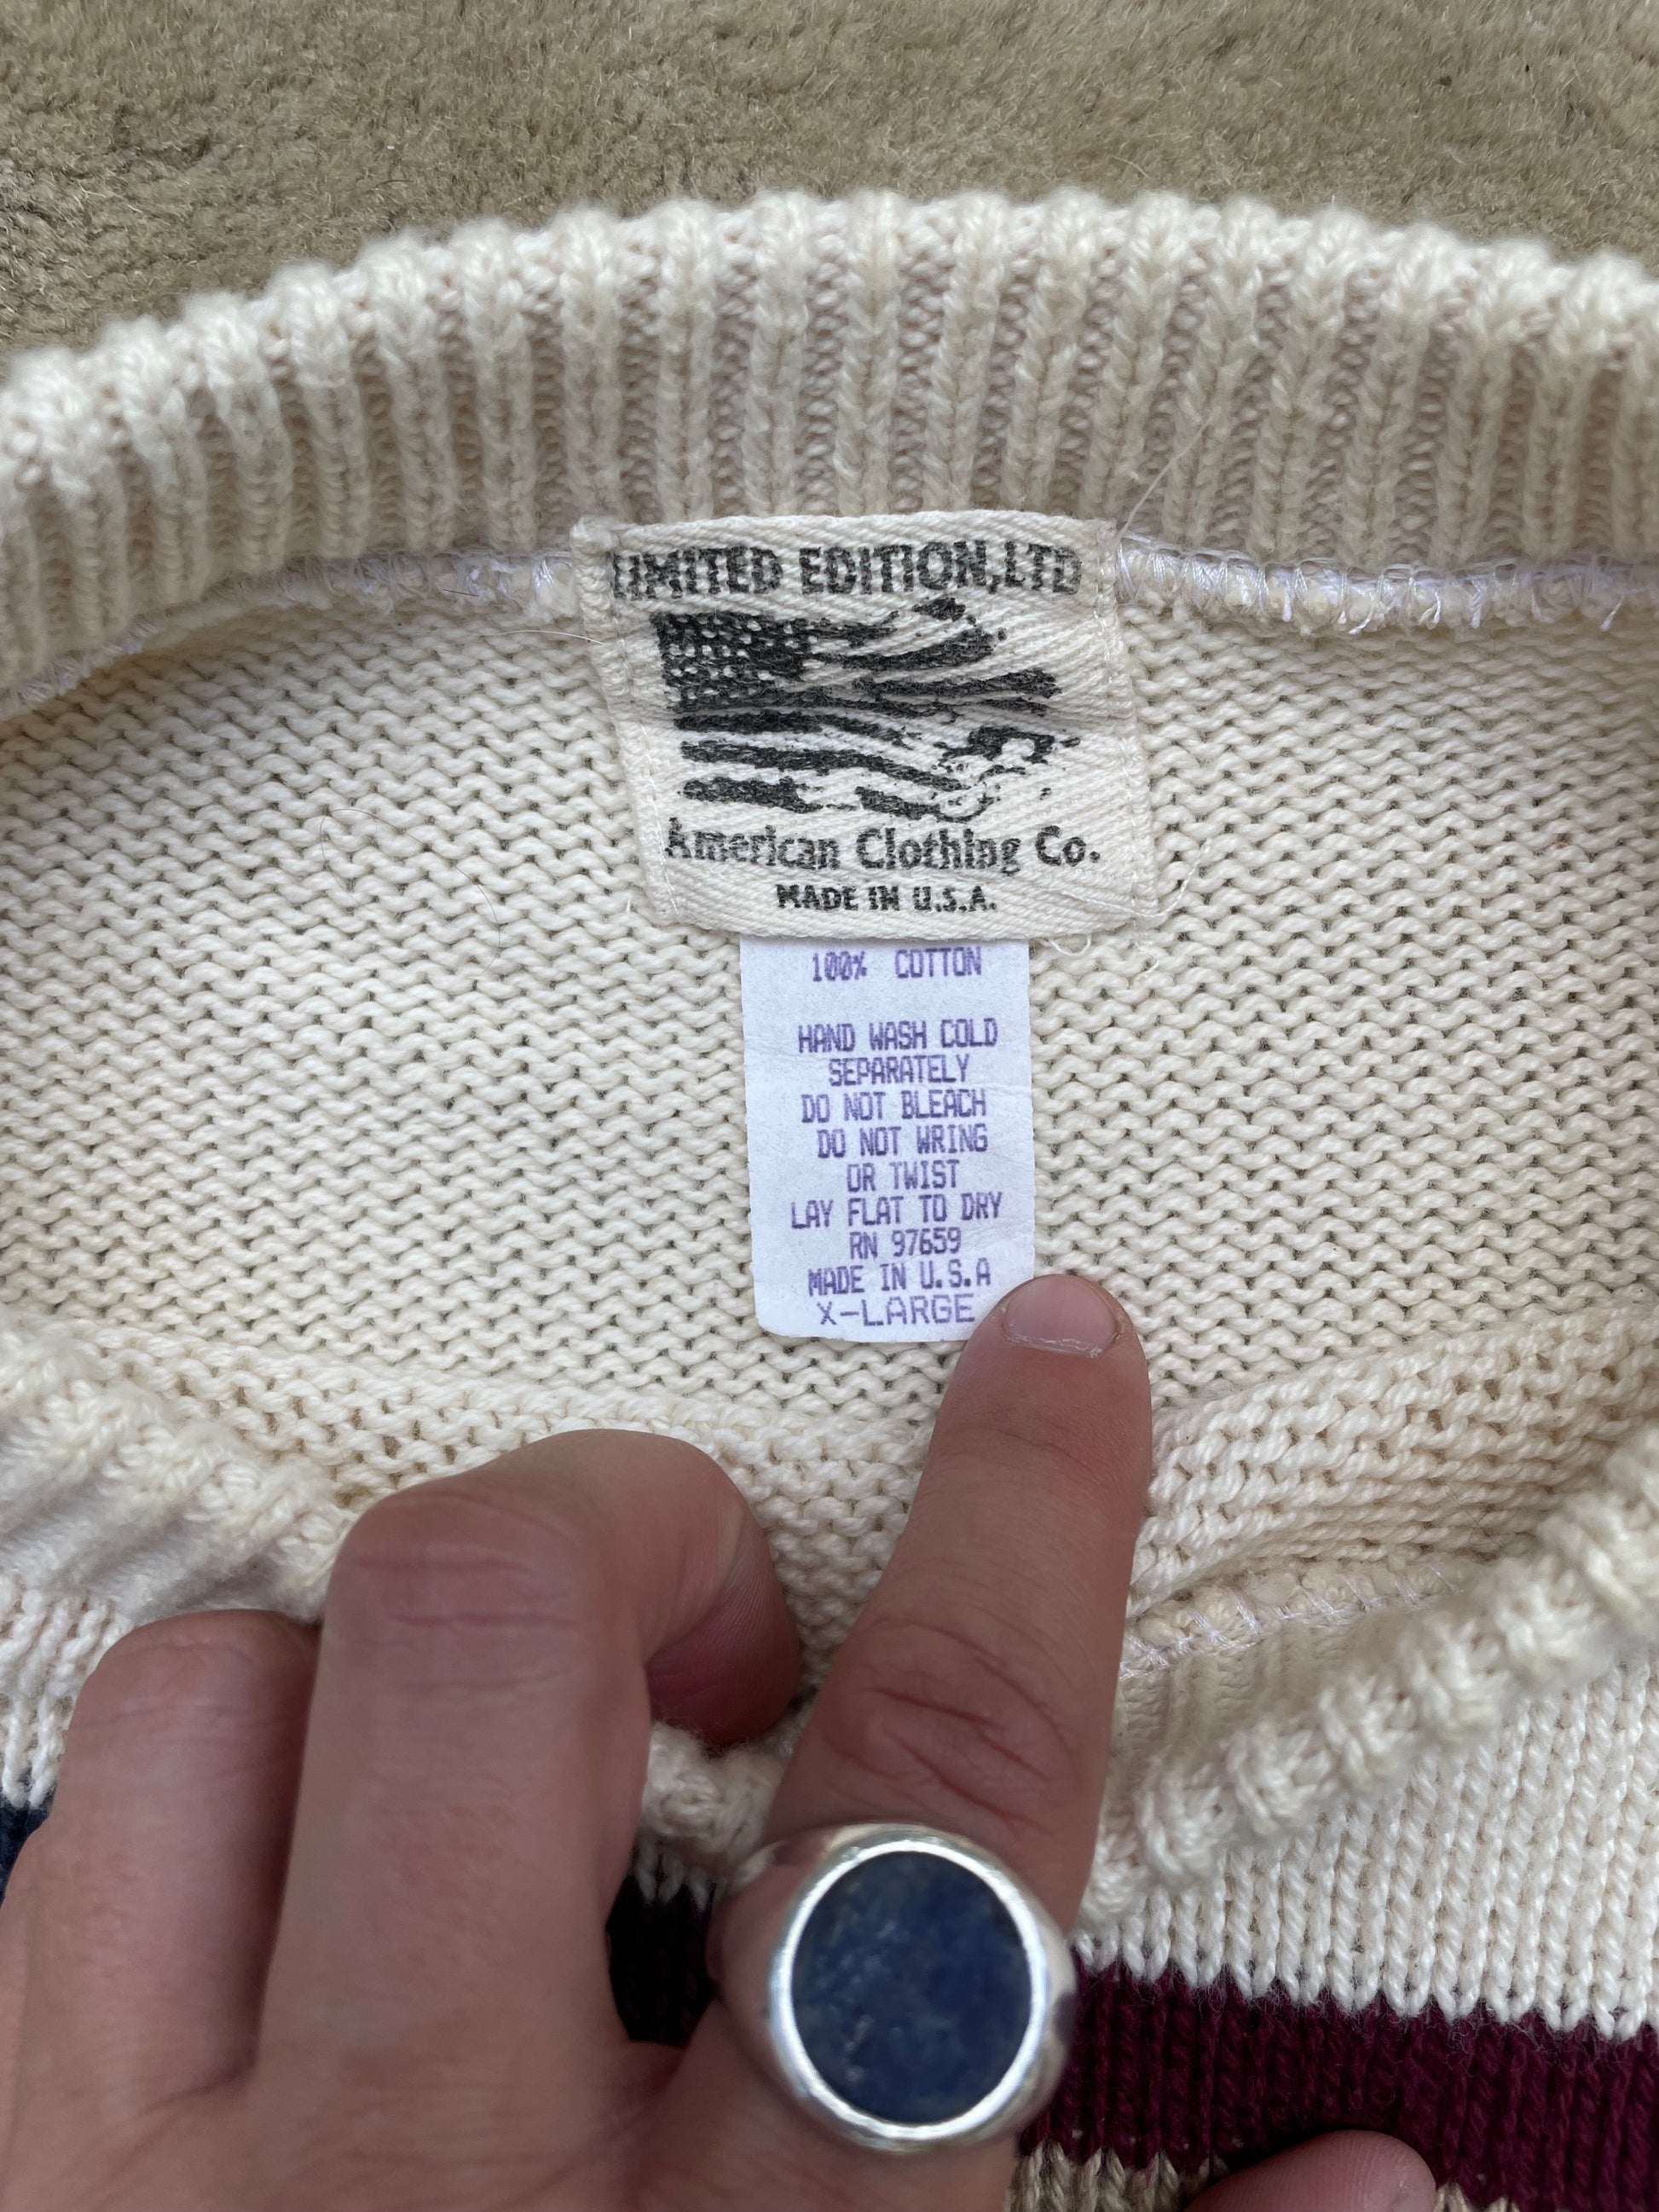 LIMITED EDITION,LTD
American Clothing Co.
MADE IN U.S.A.
100% COTTON
HAND WASH COLD
SEPARATELY
DO NOT BLEACH
DO NOT WRING
OR TWIST
LAY FLAT TO DRY
RN 97659
MADE IN U.S.A
X-LARGE